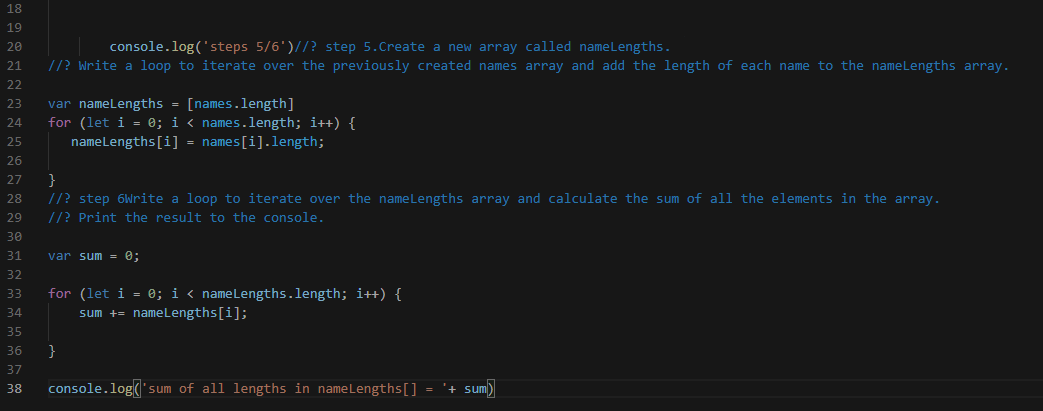 18
19
20 console.log('steps 5/6')//? step 5.Create a new array called nameLengths.
21 //? Write a loop to iterate over the previously created names array and add the length of each name to the nameLengths array.
22
23 var nameLengths = [names.length]
24 for (let i = 0; i < names.length; i++) {
25 nameLengths[i] = names[i].length;
26
27 }
28 //? step 6Write a loop to iterate over the nameLengths array and calculate the sum of all the elements in the array.
29 //? Print the result to the console.
30
31 var sum = 0;
32
33 for (let i = 0; i < nameLengths.length; i++) {
34 sum += nameLengths[i];
35
36 }
37
38 console.log('sum of all lengths in nameLengths[] = '+ sum)